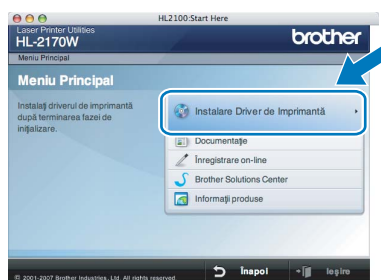 HL2100:Start Here
Laser Printer Utilities
HL-2170W
brother
Meniu Principal
Meniu Principal
Instalaţi driverul de imprimantă
după terminarea fazei de
iniţializare.
Instalare Driver de Imprimantă
Documentaţie
Înregistrare on-line
Brother Solutions Center
Informaţii produse
© 2001-2007 Brother Industries, Ltd. All rights reserved.
Înapoi
Ieşire